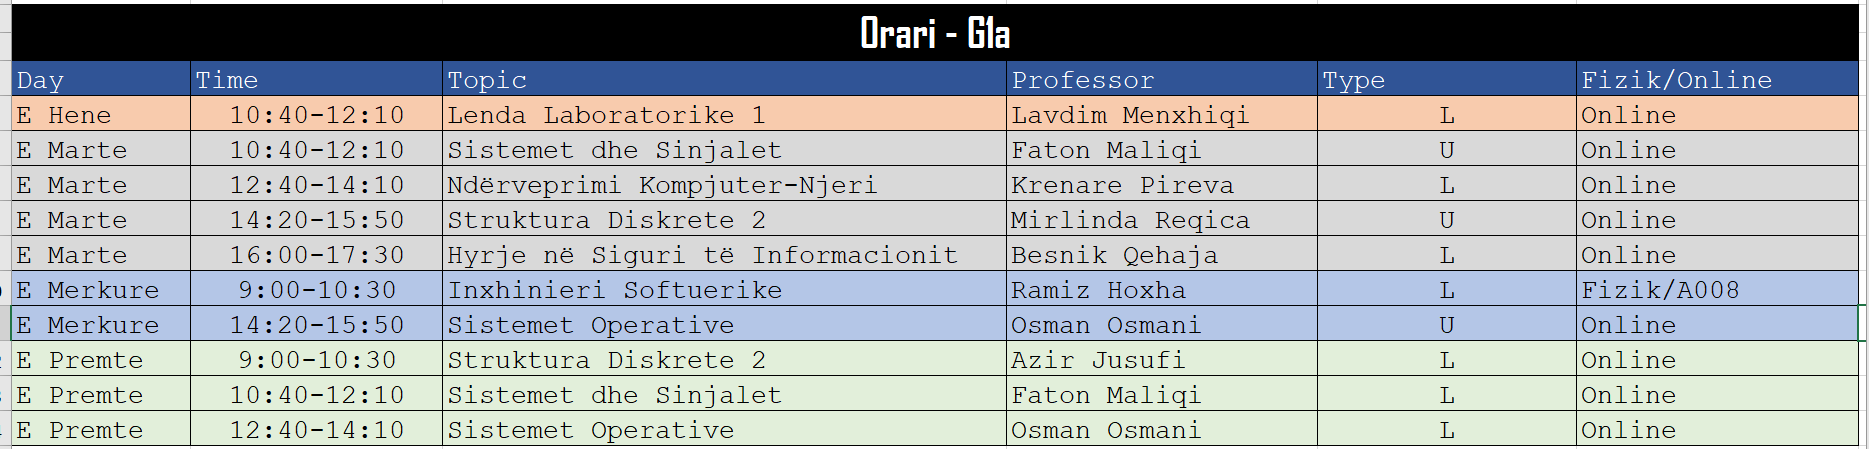 Orari - G1a
Day Time Topic Professor Type Fizik/Online
E Hene 10:40-12:10 Lenda Laboratorike 1 Lavdim Menxhiqi L Online
E Marte 10:40-12:10 Sistemet dhe Sinjalet Faton Maliqi U Online
E Marte 12:40-14:10 Ndërveprimi Kompjuter-Njeri Krenare Pireva L Online
E Marte 14:20-15:50 Struktura Diskrete 2 Mirlinda Reqica U Online
E Marte 16:00-17:30 Hyrje në Siguri të Informacionit Besnik Qehaja L Online
E Merkure 9:00-10:30 Inxhinieri Softuerike Ramiz Hoxha L Fizik/A008
E Merkure 14:20-15:50 Sistemet Operative Osman Osmani U Online
E Premte 9:00-10:30 Struktura Diskrete 2 Azir Jusufi L Online
E Premte 10:40-12:10 Sistemet dhe Sinjalet Faton Maliqi L Online
E Premte 12:40-14:10 Sistemet Operative Osman Osmani L Online